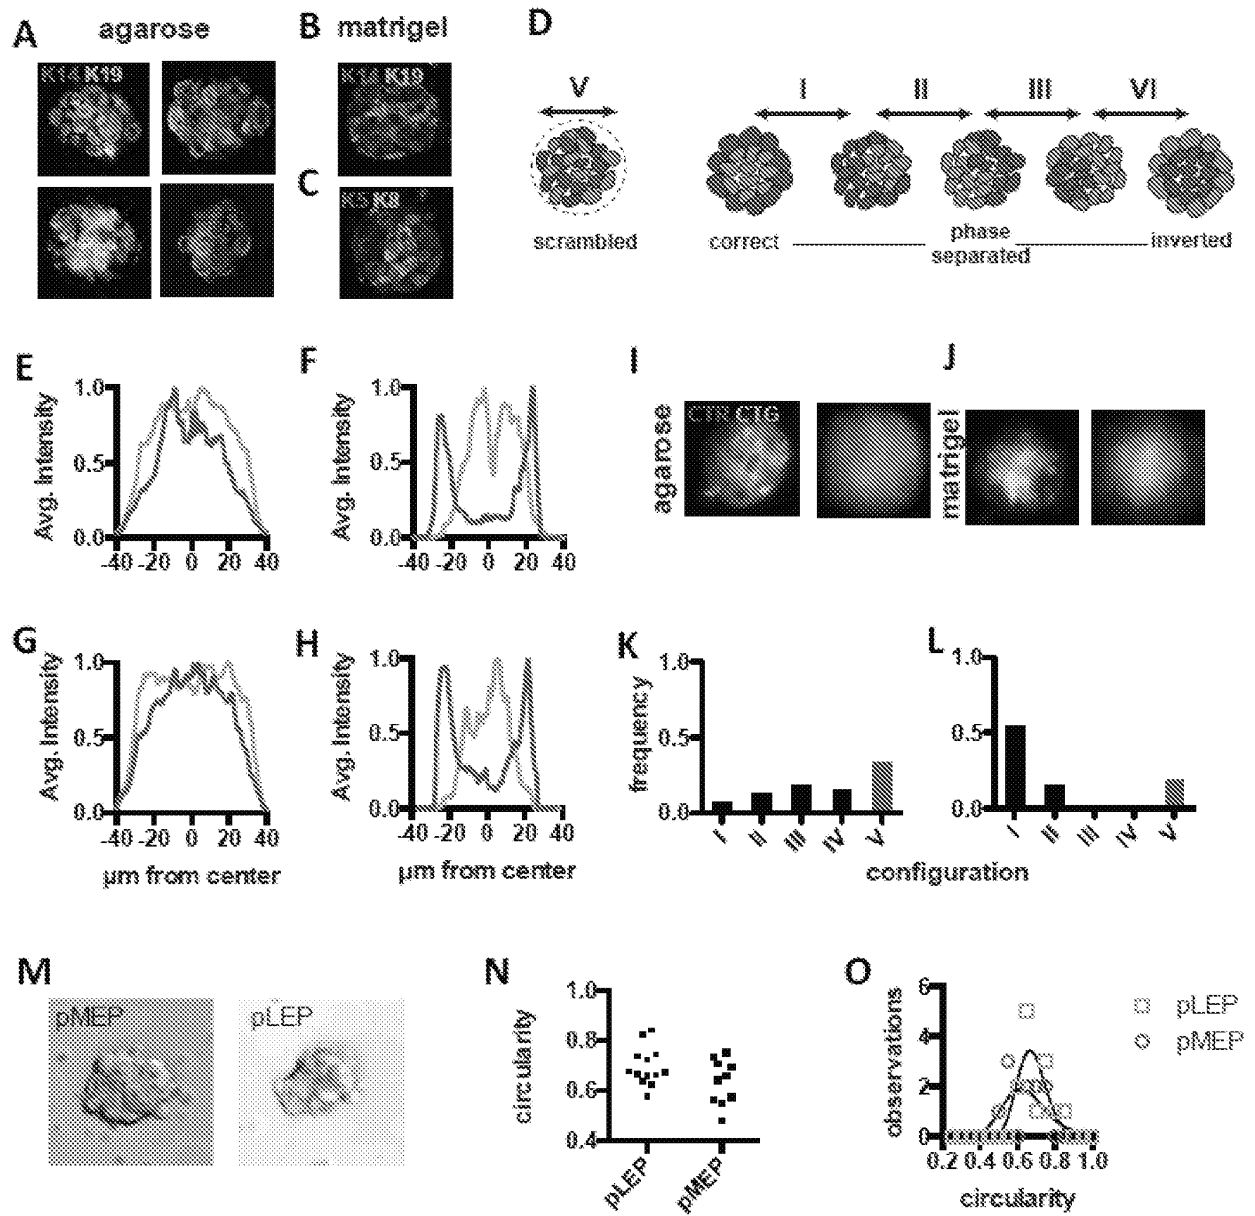 A agarose
B matrigel
D
K14 K19
K14 K19
V
I
II
III
VI
C
K5 K8
scrambled
correct
phase
separated
inverted
E
Avg. Intensity
1.0
0.5
0.0
-40 -20 0 20 40
F
Avg. Intensity
1.0
0.5
0.0
-40 -20 0 20 40
I
agarose
CTR CTG
J
matrigel
G
Avg. Intensity
1.0
0.5
0.0
-40 -20 0 20 40
µm from center
H
Avg. Intensity
1.0
0.5
0.0
-40 -20 0 20 40
µm from center
K
frequency
1.0
0.5
0.0
I II III IV V
L
1.0
0.5
0.0
I II III IV V
configuration
M
pMEP
pLEP
N
circularity
1.0
0.8
0.6
0.4
pLEP pMEP
O
observations
6
4
2
0
0.2 0.4 0.6 0.8 1.0
circularity
pLEP
pMEP